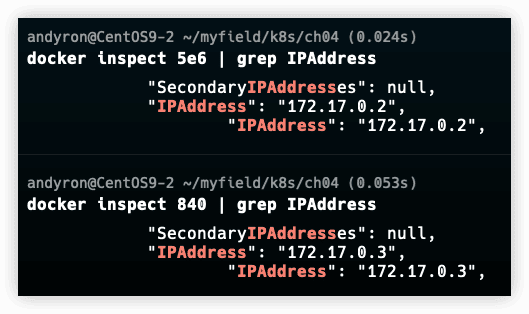 andyron@CentOS9-2 ~/myfield/k8s/ch04 (0.024s)
docker inspect 5e6 | grep IPAddress
"SecondaryIPAddresses": null,
"IPAddress": "172.17.0.2",
"IPAddress": "172.17.0.2",
andyron@CentOS9-2 ~/myfield/k8s/ch04 (0.053s)
docker inspect 840 | grep IPAddress
"SecondaryIPAddresses": null,
"IPAddress": "172.17.0.3",
"IPAddress": "172.17.0.3",